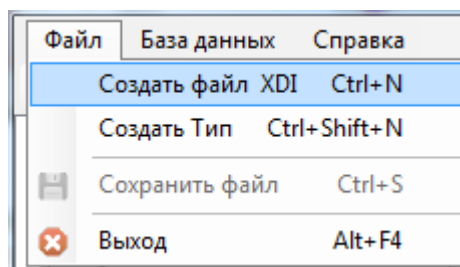 Файл База данных Справка
Создать файл XDI Ctrl+N
Создать Тип Ctrl+Shift+N
Сохранить файл Ctrl+S
Выход Alt+F4